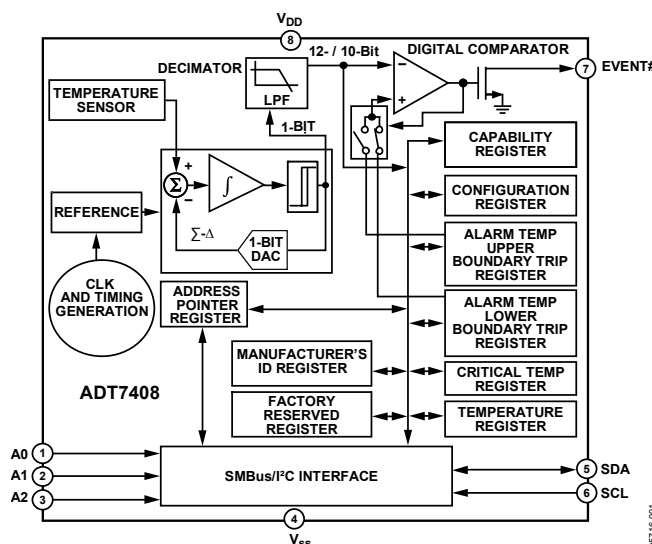 VDD
8
12- / 10-Bit
DIGITAL COMPARATOR
7
EVENT#
DECIMATOR
LPF
1-BIT
TEMPERATURE
SENSOR
−
+
CAPABILITY
REGISTER
+
Σ
−
∫
REFERENCE
Σ-Δ
1-BIT
DAC
CONFIGURATION
REGISTER
ALARM TEMP
UPPER
BOUNDARY TRIP
REGISTER
CLK
AND TIMING
GENERATION
ADDRESS
POINTER
REGISTER
ALARM TEMP
LOWER
BOUNDARY TRIP
REGISTER
MANUFACTURER'S
ID REGISTER
CRITICAL TEMP
REGISTER
ADT7408
FACTORY
RESERVED
REGISTER
TEMPERATURE
REGISTER
A0 1
A1 2
A2 3
SMBus/I²C INTERFACE
5 SDA
6 SCL
4
VSS